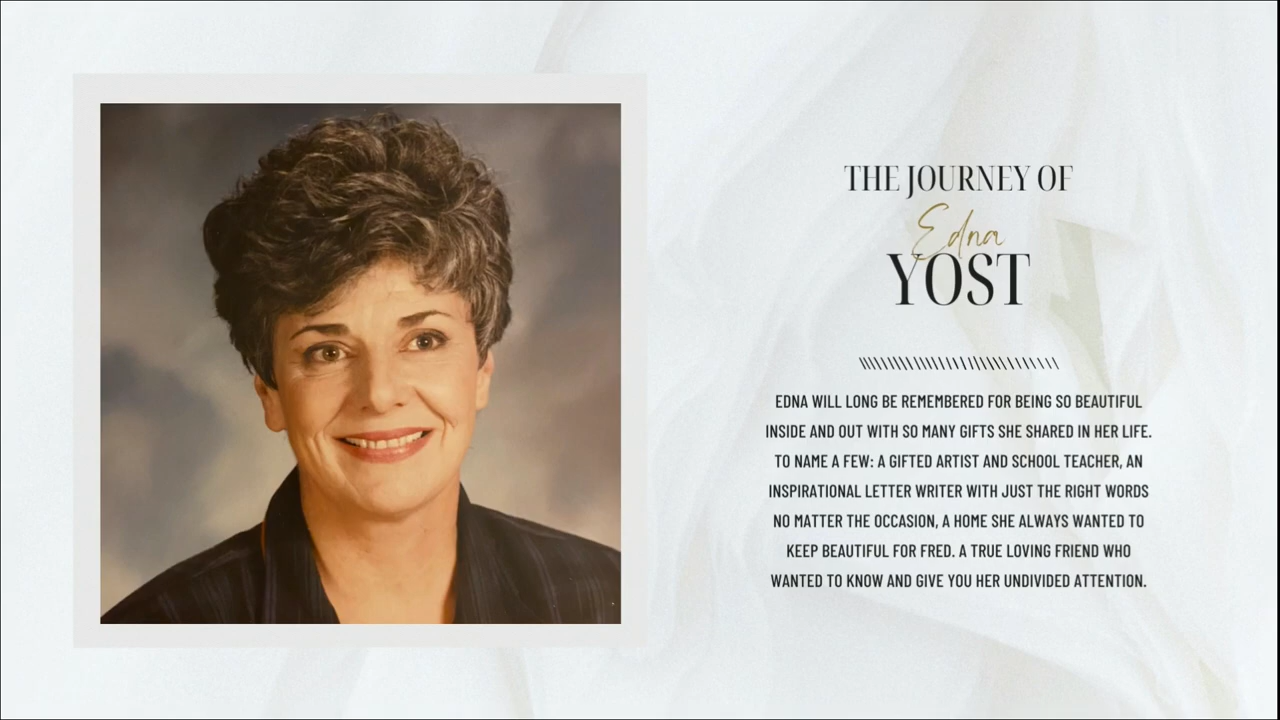 THE JOURNEY OF
Edna
YOST
EDNA WILL LONG BE REMEMBERED FOR BEING SO BEAUTIFUL
INSIDE AND OUT WITH SO MANY GIFTS SHE SHARED IN HER LIFE.
TO NAME A FEW: A GIFTED ARTIST AND SCHOOL TEACHER, AN
INSPIRATIONAL LETTER WRITER WITH JUST THE RIGHT WORDS
NO MATTER THE OCCASION, A HOME SHE ALWAYS WANTED TO
KEEP BEAUTIFUL FOR FRED. A TRUE LOVING FRIEND WHO
WANTED TO KNOW AND GIVE YOU HER UNDIVIDED ATTENTION.